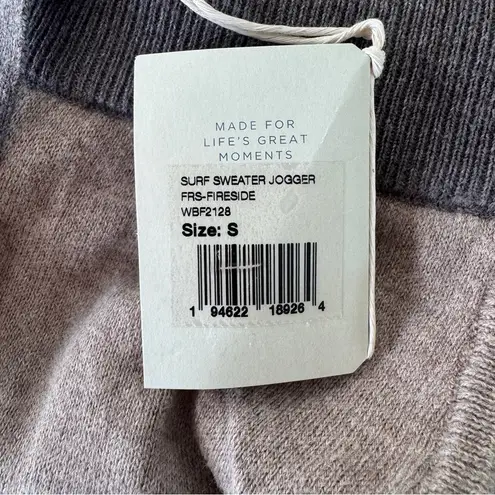 MADE FOR
LIFE'S GREAT
MOMENTS
SURF SWEATER JOGGER
FRS-FIRESIDE
WBF2128
Size: S
1 94622 18926 4